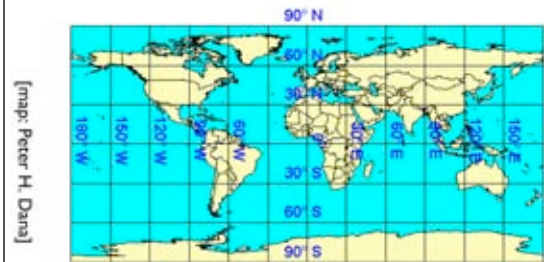 90° N
60° N
30° N
0°
30° S
60° S
90° S
180° W
150° W
120° W
90° W
60° W
30° E
60° E
90° E
120° E
150° E
[map: Peter H. Dana]